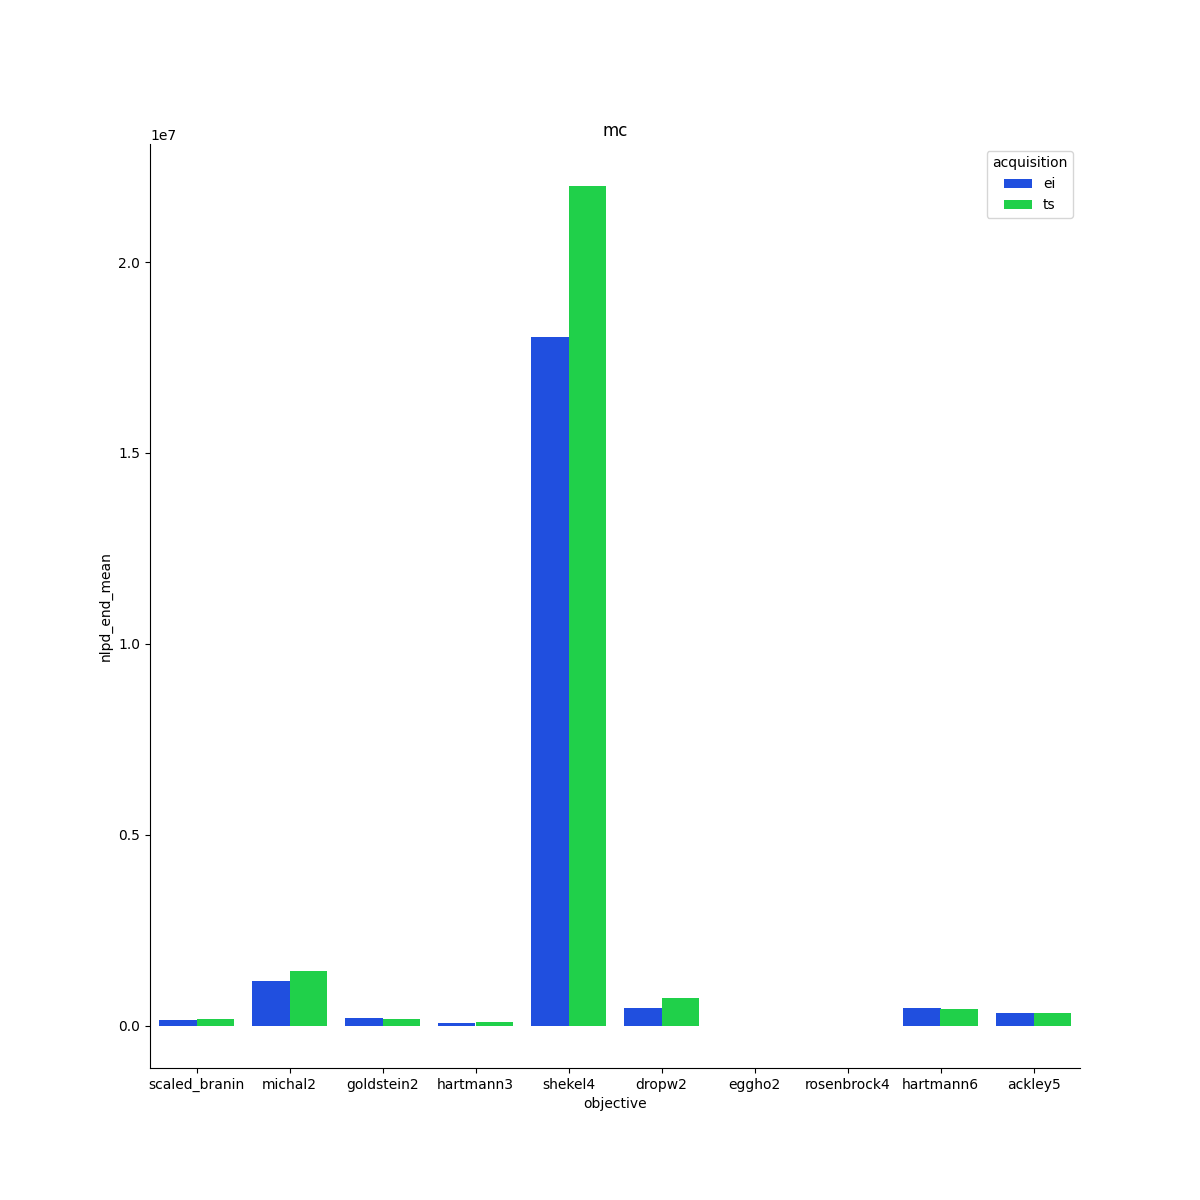 mc
1e7
acquisition
ei
ts
2.0
1.5
1.0
0.5
0.0
nlpd_end_mean
scaled_branin michal2 goldstein2 hartmann3 shekel4 dropw2 eggho2 rosenbrock4 hartmann6 ackley5
objective